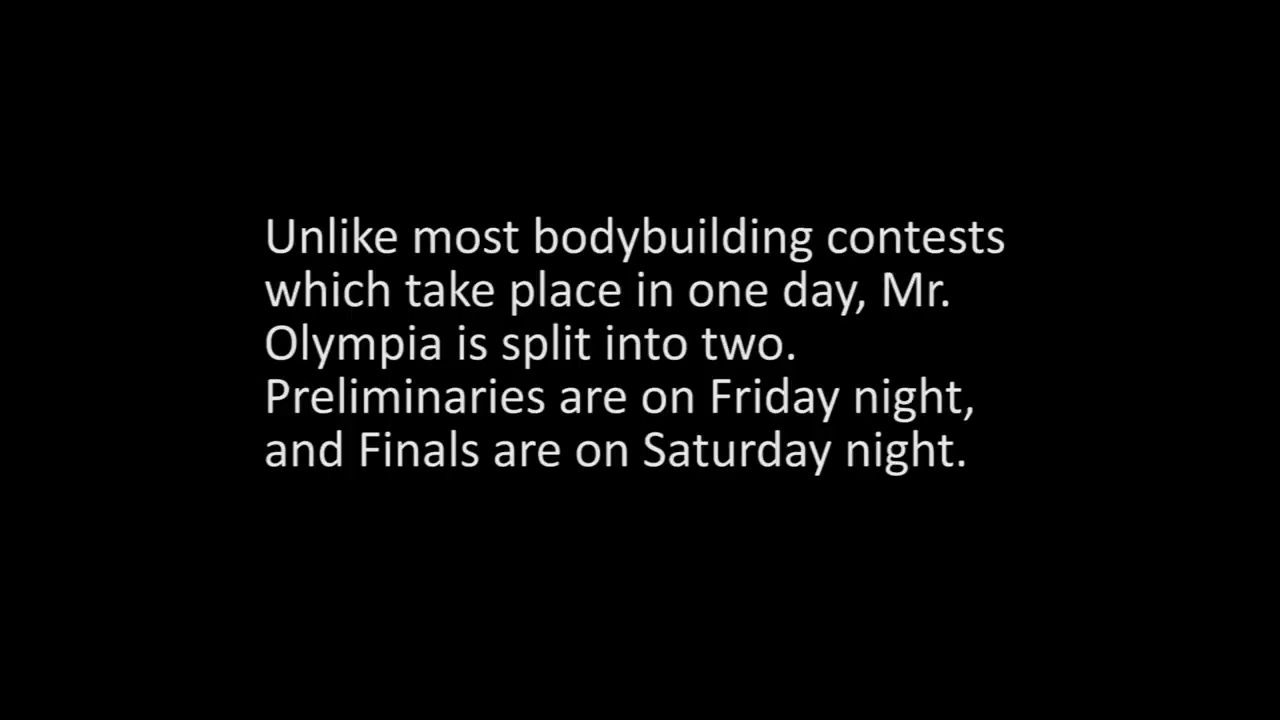 Unlike most bodybuilding contests
which take place in one day, Mr.
Olympia is split into two.
Preliminaries are on Friday night,
and Finals are on Saturday night.